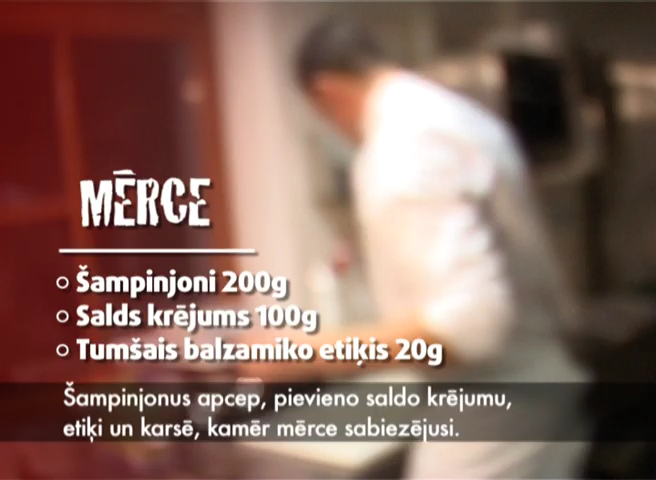 MĒRCE
Šampinjoni 200g
Salds krējums 100g
Tumšais balzamiko etiķis 20g
Šampinjonus apcep, pievieno saldo krējumu,
etiķi un karsē, kamēr mērce sabiezējusi.